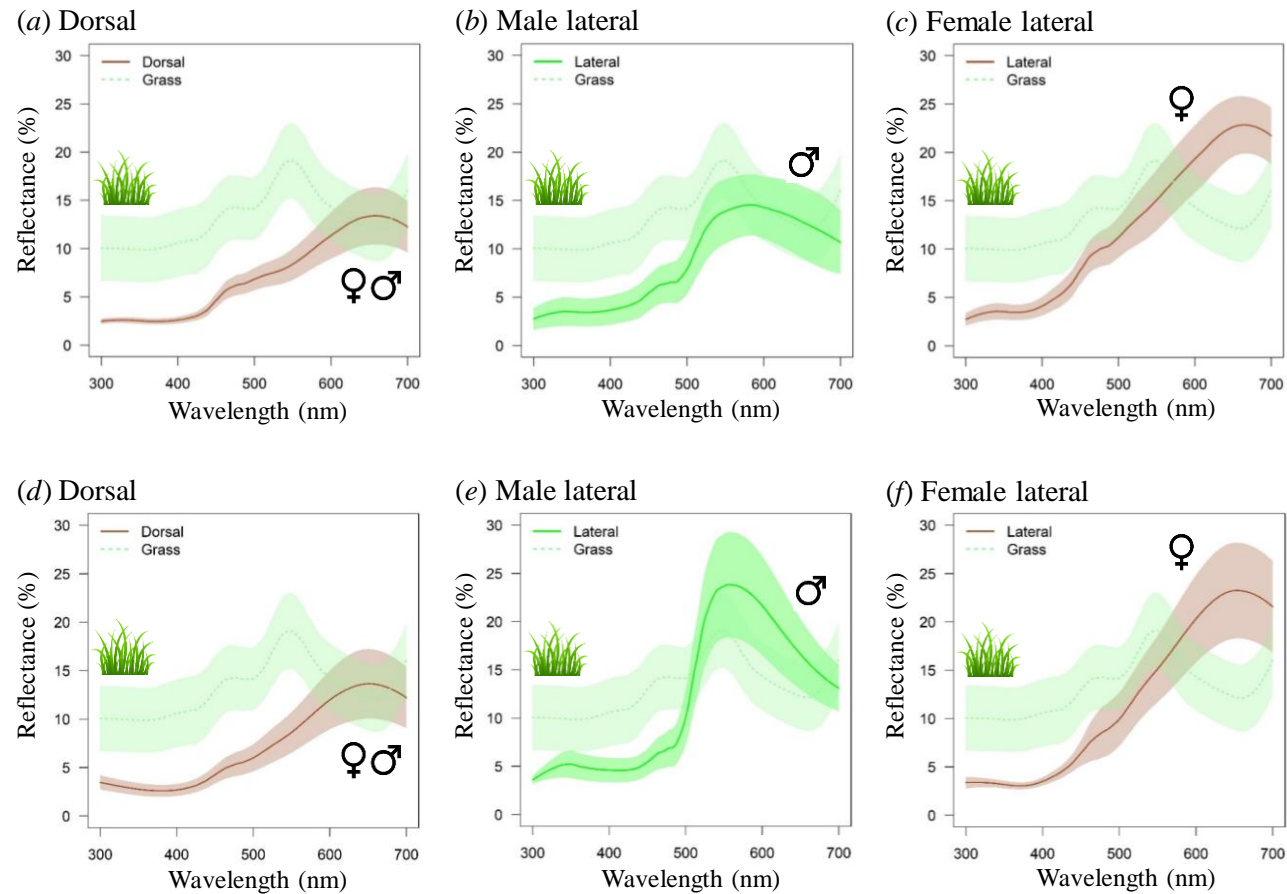 (a) Dorsal
(b) Male lateral
(c) Female lateral
30
25
20
15
10
5
0
Reflectance (%)
Dorsal
Grass
♀♂
300 400 500 600 700
Wavelength (nm)
30
25
20
15
10
5
0
Reflectance (%)
Lateral
Grass
♂
300 400 500 600 700
Wavelength (nm)
30
25
20
15
10
5
0
Reflectance (%)
Lateral
Grass
♀
300 400 500 600 700
Wavelength (nm)
(d) Dorsal
(e) Male lateral
(f) Female lateral
30
25
20
15
10
5
0
Reflectance (%)
Dorsal
Grass
♀♂
300 400 500 600 700
Wavelength (nm)
30
25
20
15
10
5
0
Reflectance (%)
Lateral
Grass
♂
300 400 500 600 700
Wavelength (nm)
30
25
20
15
10
5
0
Reflectance (%)
Lateral
Grass
♀
300 400 500 600 700
Wavelength (nm)